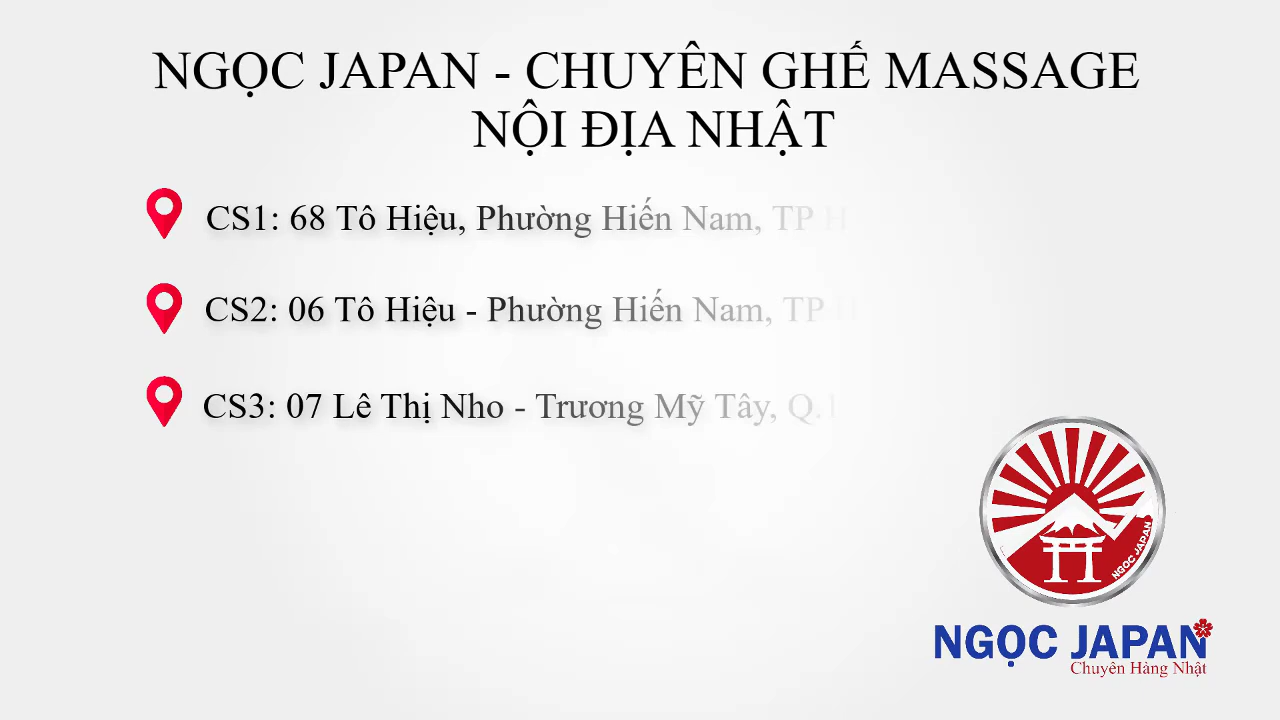 NGỌC JAPAN - CHUYÊN GHẾ MASSAGE
NỘI ĐỊA NHẬT
CS1: 68 Tô Hiệu, Phường Hiến Nam, TP H
CS2: 06 Tô Hiệu - Phường Hiến Nam, TP H
CS3: 07 Lê Thị Nho - Trương Mỹ Tây, Q.1
NGỌC JAPAN
NGỌC JAPAN
Chuyên Hàng Nhật